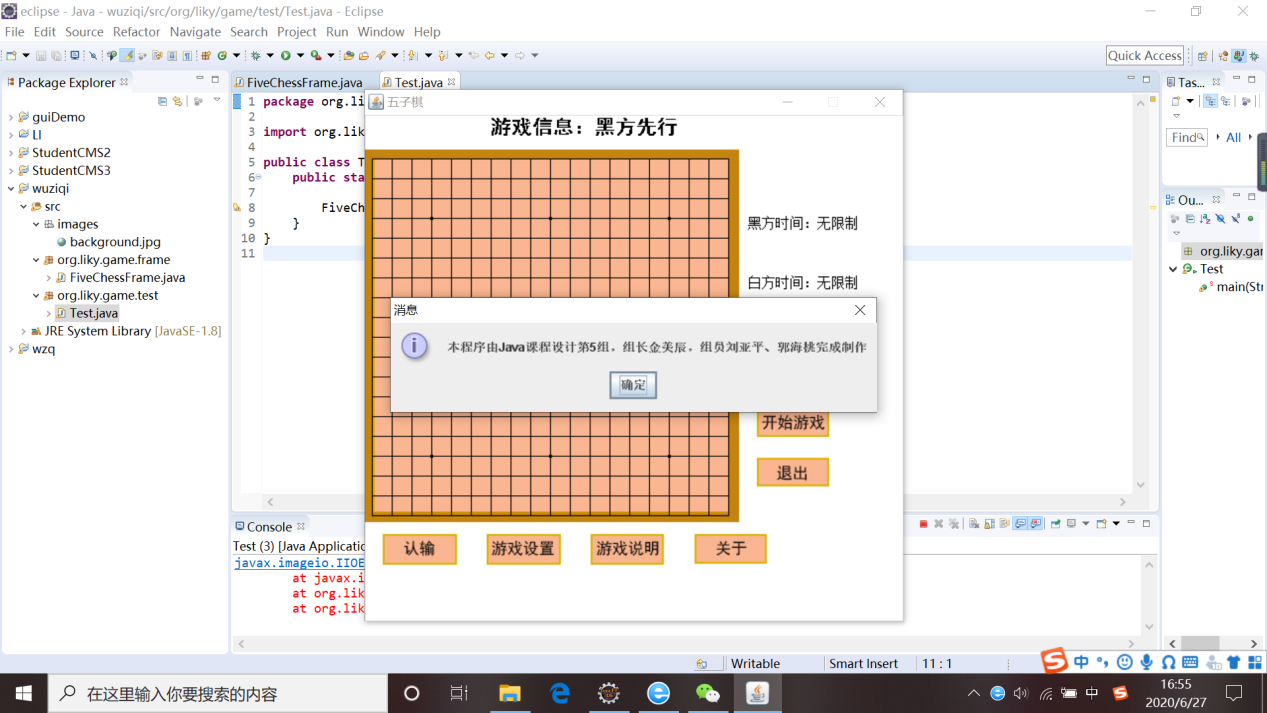 eclipse - Java - wuziqi/src/org/liky/game/test/Test.java - Eclipse
File Edit Source Refactor Navigate Search Project Run Window Help
Quick Access
Package Explorer
guiDemo
LI
StudentCMS2
StudentCMS3
wuziqi
src
images
background.jpg
org.liky.game.frame
FiveChessFrame.java
org.liky.game.test
Test.java
JRE System Library [JavaSE-1.8]
wzq
FiveChessFrame.java Test.java
1 package org.li
2
3 import org.lik
4
5 public class T
6 public sta
7
8 FiveCh
9 }
10 }
11
五子棋
游戏信息：黑方先行
黑方时间：无限制
白方时间：无限制
消息
本程序由Java课程设计第5组，组长金美辰，组员刘亚平、郭海桃完成制作
确定
开始游戏
退出
认输 游戏设置 游戏说明 关于
Tas...
Find All
Ou...
org.liky.gar
Test
main(Str
Console
Test (3) [Java Applicatio
javax.imageio.IIOE
at javax.i
at org.lik
at org.lik
Writable Smart Insert 11 : 1
中
在这里输入你要搜索的内容
中
16:55
2020/6/27